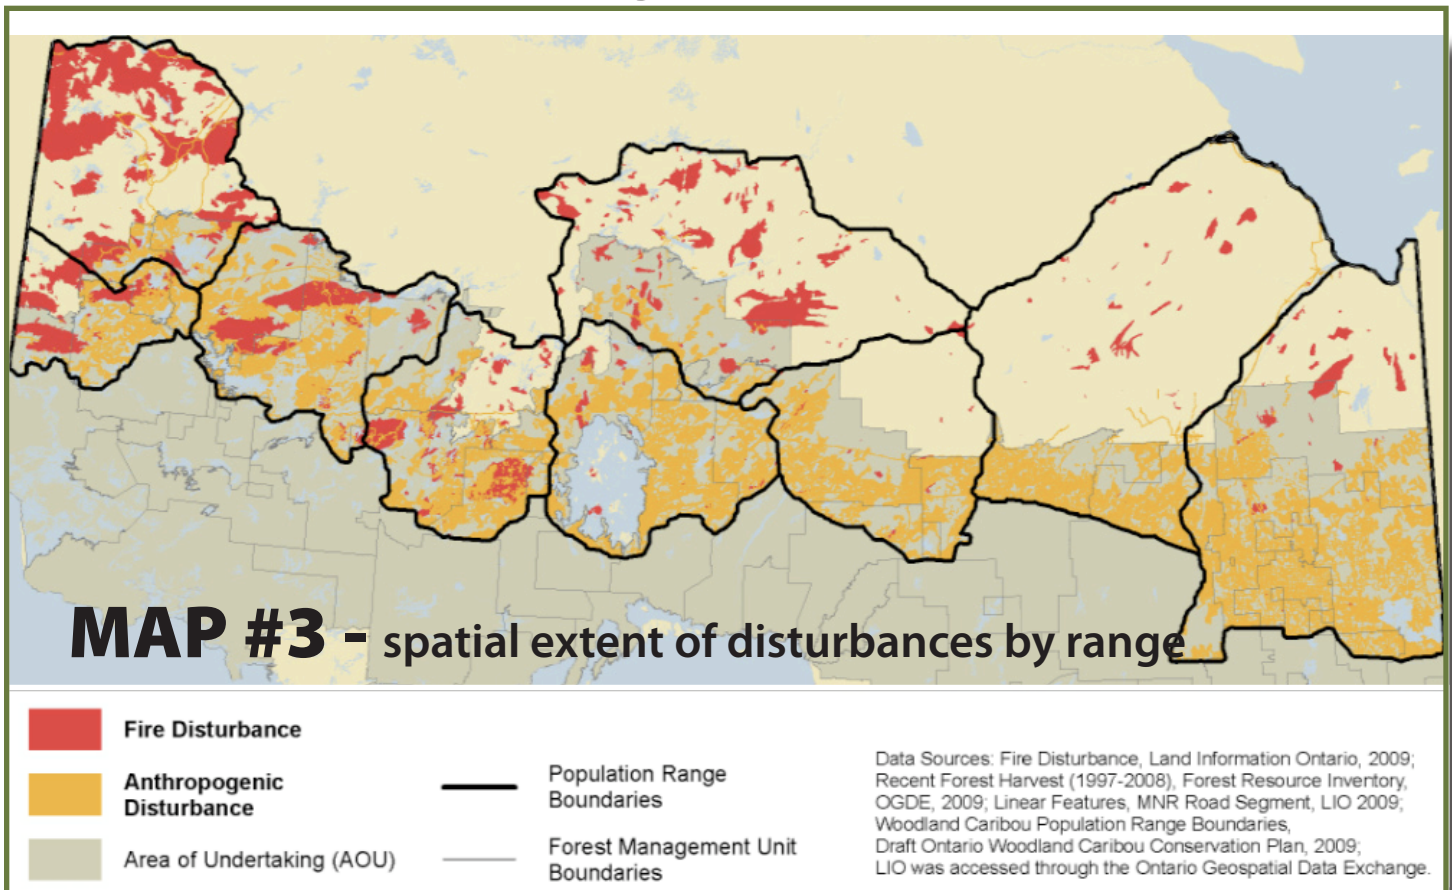 MAP #3 - spatial extent of disturbances by range
Fire Disturbance
Anthropogenic
Disturbance
Area of Undertaking (AOU)
Population Range
Boundaries
Forest Management Unit
Boundaries
Data Sources: Fire Disturbance, Land Information Ontario, 2009;
Recent Forest Harvest (1997-2008), Forest Resource Inventory,
OGDE, 2009; Linear Features, MNR Road Segment, LIO 2009;
Woodland Caribou Population Range Boundaries,
Draft Ontario Woodland Caribou Conservation Plan, 2009;
LIO was accessed through the Ontario Geospatial Data Exchange.